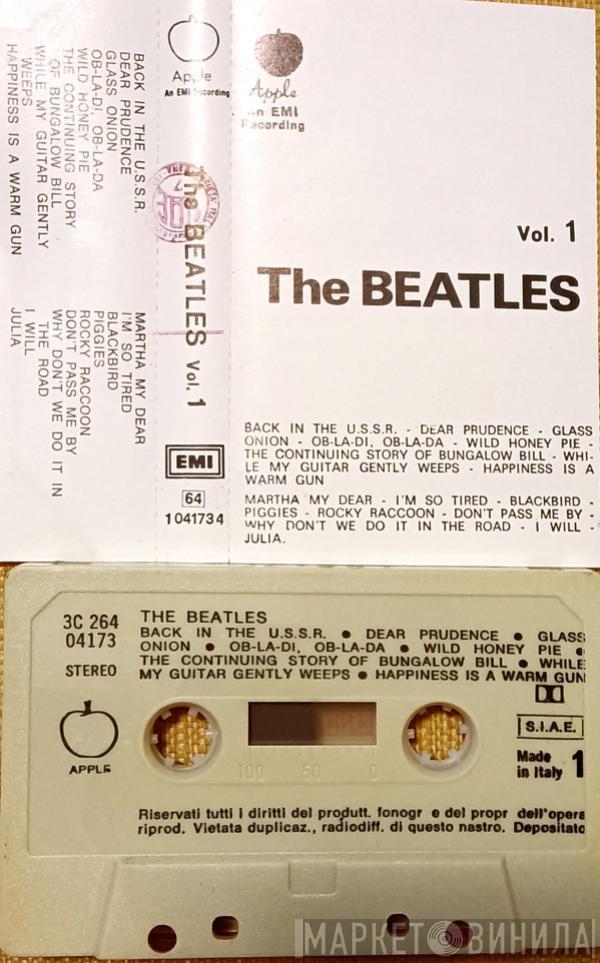 BACK IN THE U.S.S.R.
DEAR PRUDENCE
GLASS ONION
OB-LA-DI, OB-LA-DA
WILD HONEY PIE
THE CONTINUING STORY
OF BUNGALOW BILL
WHILE MY GUITAR GENTLY
WEEPS
HAPPINESS IS A WARM GUN
MARTHA MY DEAR
I'M SO TIRED
BLACKBIRD
PIGGIES
ROCKY RACCOON
DON'T PASS ME BY
WHY DON'T WE DO IT IN
THE ROAD
I WILL
JULIA
Apple
An EMI Recording
The BEATLES Vol. 1
EMI
64
1041734
Apple
An EMI
Recording
Vol. 1
The BEATLES
BACK IN THE U.S.S.R. - DEAR PRUDENCE - GLASS
ONION - OB-LA-DI, OB-LA-DA - WILD HONEY PIE -
THE CONTINUING STORY OF BUNGALOW BILL - WHI-
LE MY GUITAR GENTLY WEEPS - HAPPINESS IS A
WARM GUN
MARTHA MY DEAR - I'M SO TIRED - BLACKBIRD -
PIGGIES - ROCKY RACCOON - DON'T PASS ME BY -
WHY DON'T WE DO IT IN THE ROAD - I WILL -
JULIA.
3C 264
04173
STEREO
APPLE
THE BEATLES
BACK IN THE U.S.S.R. ● DEAR PRUDENCE ● GLASS
ONION ● OB-LA-DI, OB-LA-DA ● WILD HONEY PIE ●
THE CONTINUING STORY OF BUNGALOW BILL ● WHILE
MY GUITAR GENTLY WEEPS ● HAPPINESS IS A WARM GUN
S.I.A.E.
Made
in Italy 1
100 50 0
Riservati tutti i diritti del produtt. fonogr e del propr dell'opera
riprod. Vietata duplicaz., radiodiff. di questo nastro. Depositato
МАРКЕТ ВИНИЛА